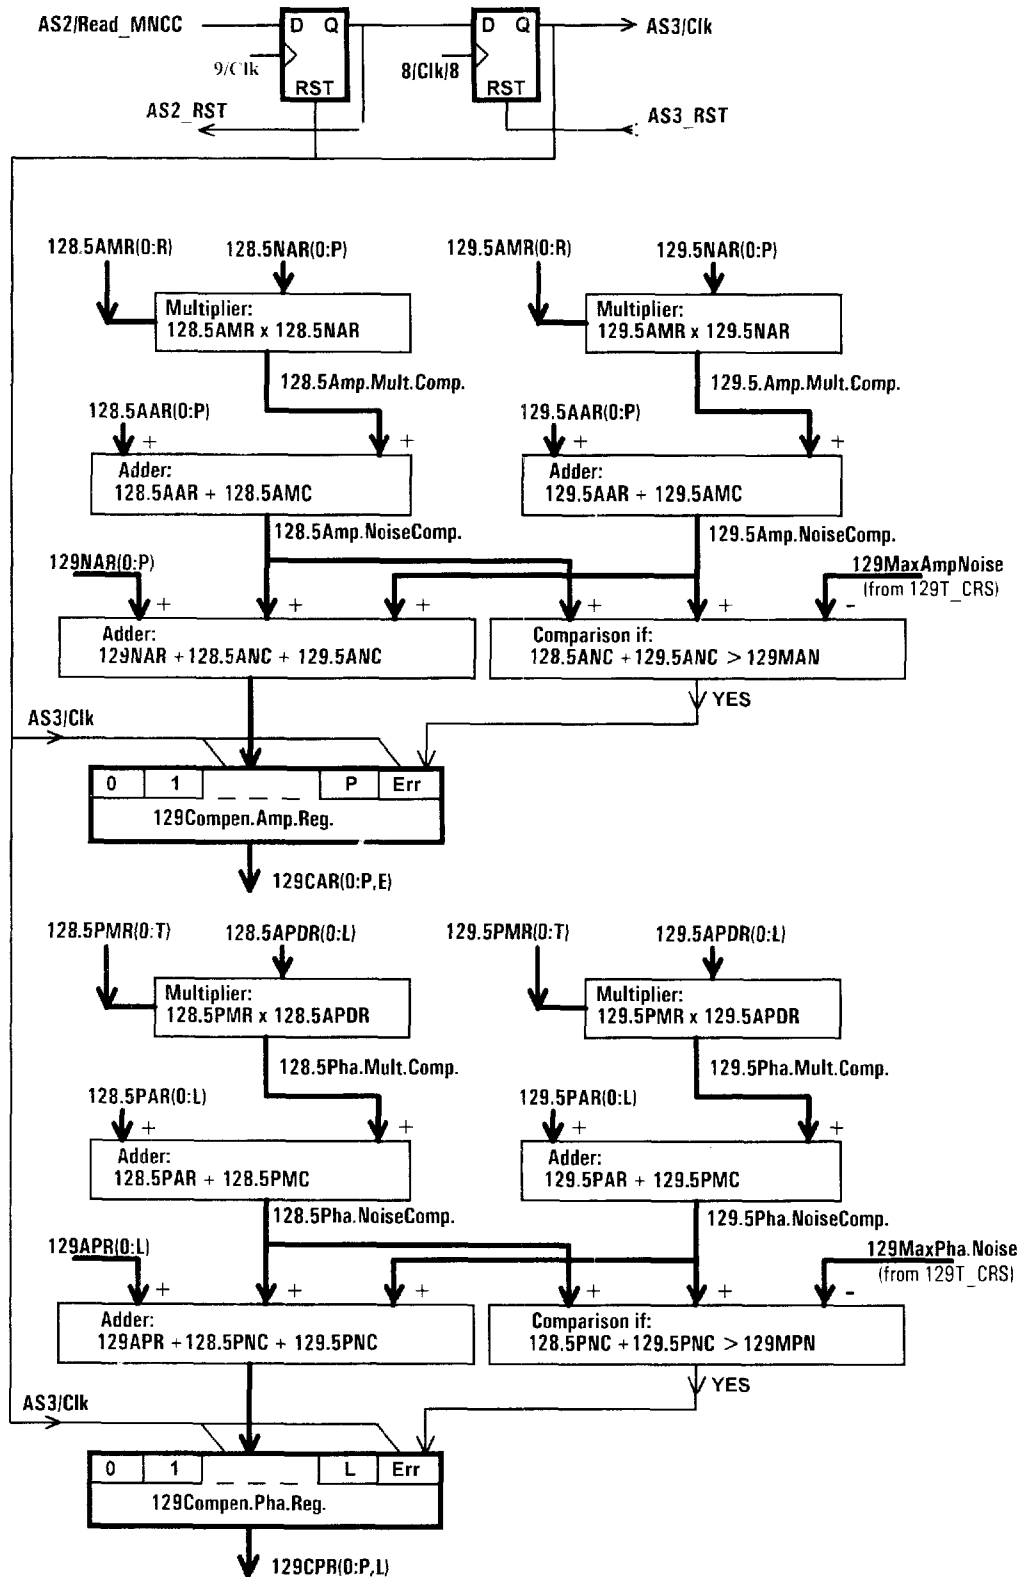 AS2/Read_MNCC
D Q
RST
9/Clk
D Q
RST
8/Clk/8
AS3/Clk
AS2_RST
AS3_RST
128.5AMR(0:R)
128.5NAR(0:P)
129.5AMR(0:R)
129.5NAR(0:P)
Multiplier:
128.5AMR x 128.5NAR
Multiplier:
129.5AMR x 129.5NAR
128.5Amp.Mult.Comp.
129.5.Amp.Mult.Comp.
128.5AAR(0:P)
+ +
129.5AAR(0:P)
+ +
Adder:
128.5AAR + 128.5AMC
Adder:
129.5AAR + 129.5AMC
128.5Amp.NoiseComp.
129.5Amp.NoiseComp.
129NAR(0:P)
129MaxAmpNoise
(from 129T_CRS)
+ + +
+ + -
Adder:
129NAR + 128.5ANC + 129.5ANC
Comparison if:
128.5ANC + 129.5ANC > 129MAN
YES
AS3/Clk
0 1 _ _ _ P Err
129Compen.Amp.Reg.
129CAR(0:P,E)
128.5PMR(0:T)
128.5APDR(0:L)
129.5PMR(0:T)
129.5APDR(0:L)
Multiplier:
128.5PMR x 128.5APDR
Multiplier:
129.5PMR x 129.5APDR
128.5Pha.Mult.Comp.
129.5Pha.Mult.Comp.
128.5PAR(0:L)
+ +
129.5PAR(0:L)
+ +
Adder:
128.5PAR + 128.5PMC
Adder:
129.5PAR + 129.5PMC
128.5Pha.NoiseComp.
129.5Pha.NoiseComp.
129APR(0:L)
129MaxPha.Noise
(from 129T_CRS)
+ + +
+ + -
Adder:
129APR + 128.5PNC + 129.5PNC
Comparison if:
128.5PNC + 129.5PNC > 129MPN
YES
AS3/Clk
0 1 _ _ _ L Err
129Compen.Pha.Reg.
129CPR(0:P,L)